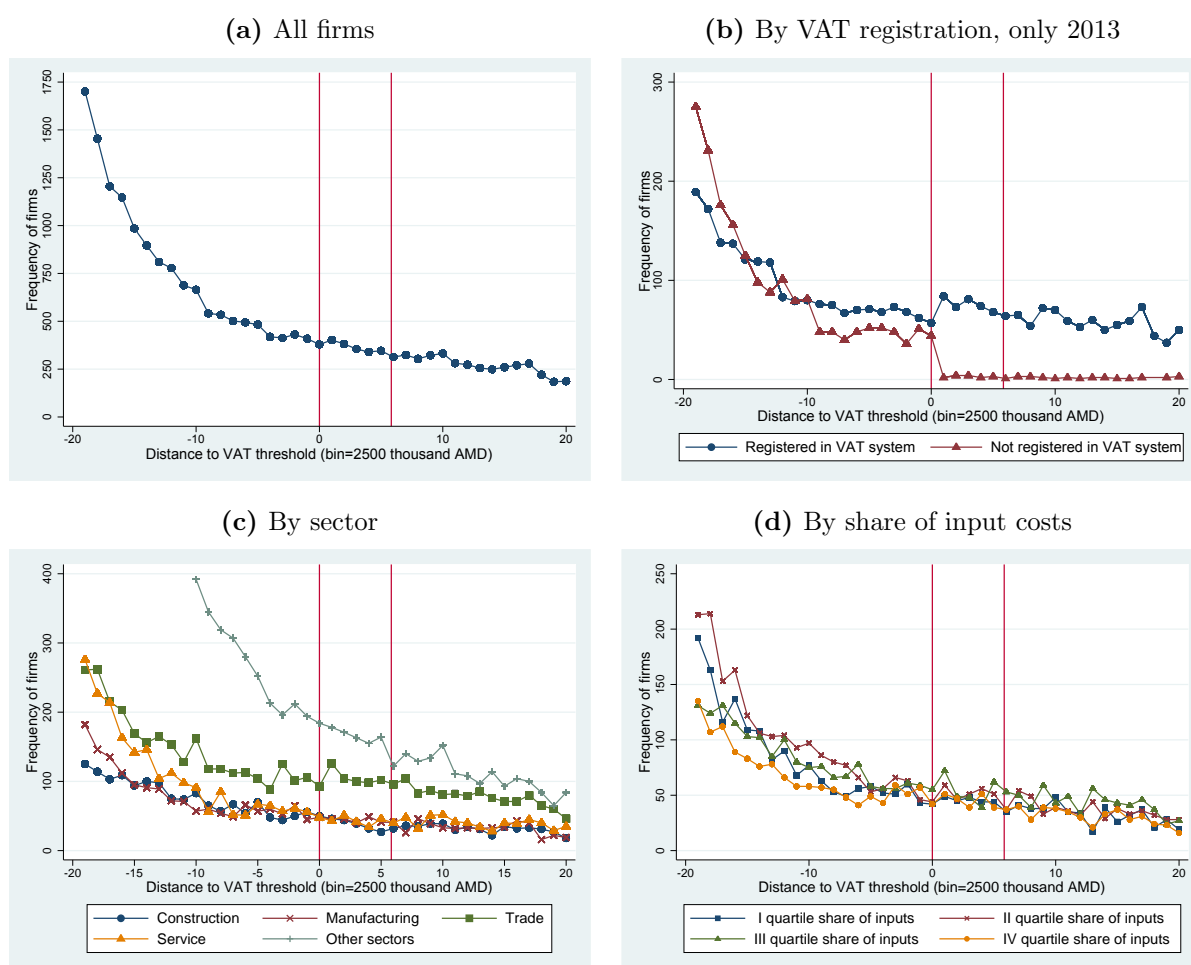 (a) All firms
Frequency of firms
0 250 500 750 1000 1250 1500 1750
-20 -10 0 10 20
Distance to VAT threshold (bin=2500 thousand AMD)
(b) By VAT registration, only 2013
Frequency of firms
0 100 200 300
-20 -10 0 10 20
Distance to VAT threshold (bin=2500 thousand AMD)
Registered in VAT system Not registered in VAT system
(c) By sector
Frequency of firms
0 100 200 300 400
-20 -15 -10 -5 0 5 10 15 20
Distance to VAT threshold (bin=2500 thousand AMD)
Construction Manufacturing Trade
Service Other sectors
(d) By share of input costs
Frequency of firms
0 50 100 150 200 250
-20 -10 0 10 20
Distance to VAT threshold (bin=2500 thousand AMD)
I quartile share of inputs II quartile share of inputs
III quartile share of inputs IV quartile share of inputs